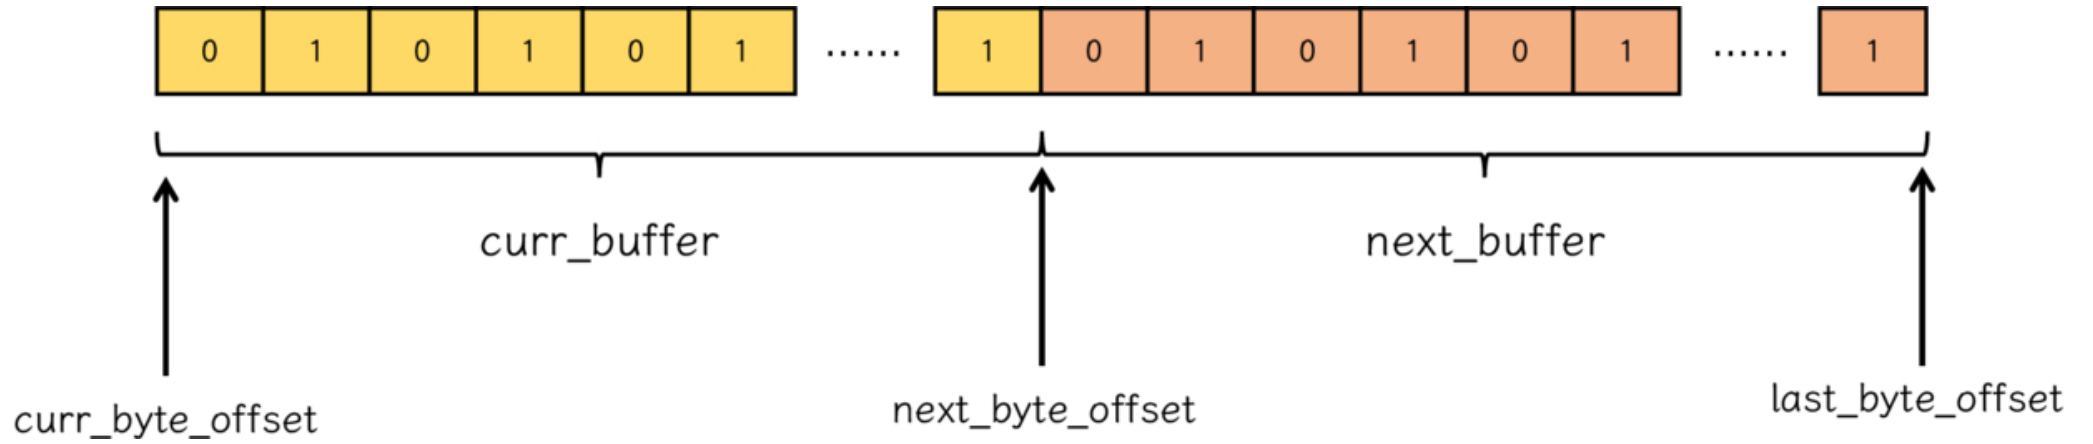 0 1 0 1 0 1 ...... 1 0 1 0 1 0 1 ...... 1
curr_buffer next_buffer
curr_byte_offset next_byte_offset last_byte_offset